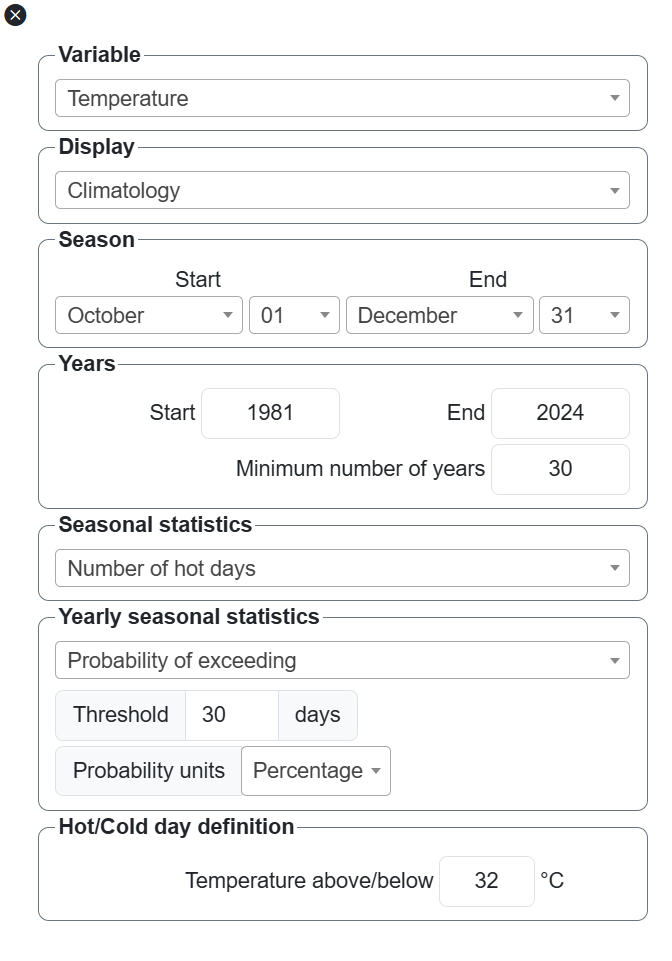 Variable
Temperature
Display
Climatology
Season
Start End
October 01 December 31
Years
Start 1981 End 2024
Minimum number of years 30
Seasonal statistics
Number of hot days
Yearly seasonal statistics
Probability of exceeding
Threshold 30 days
Probability units Percentage
Hot/Cold day definition
Temperature above/below 32 °C